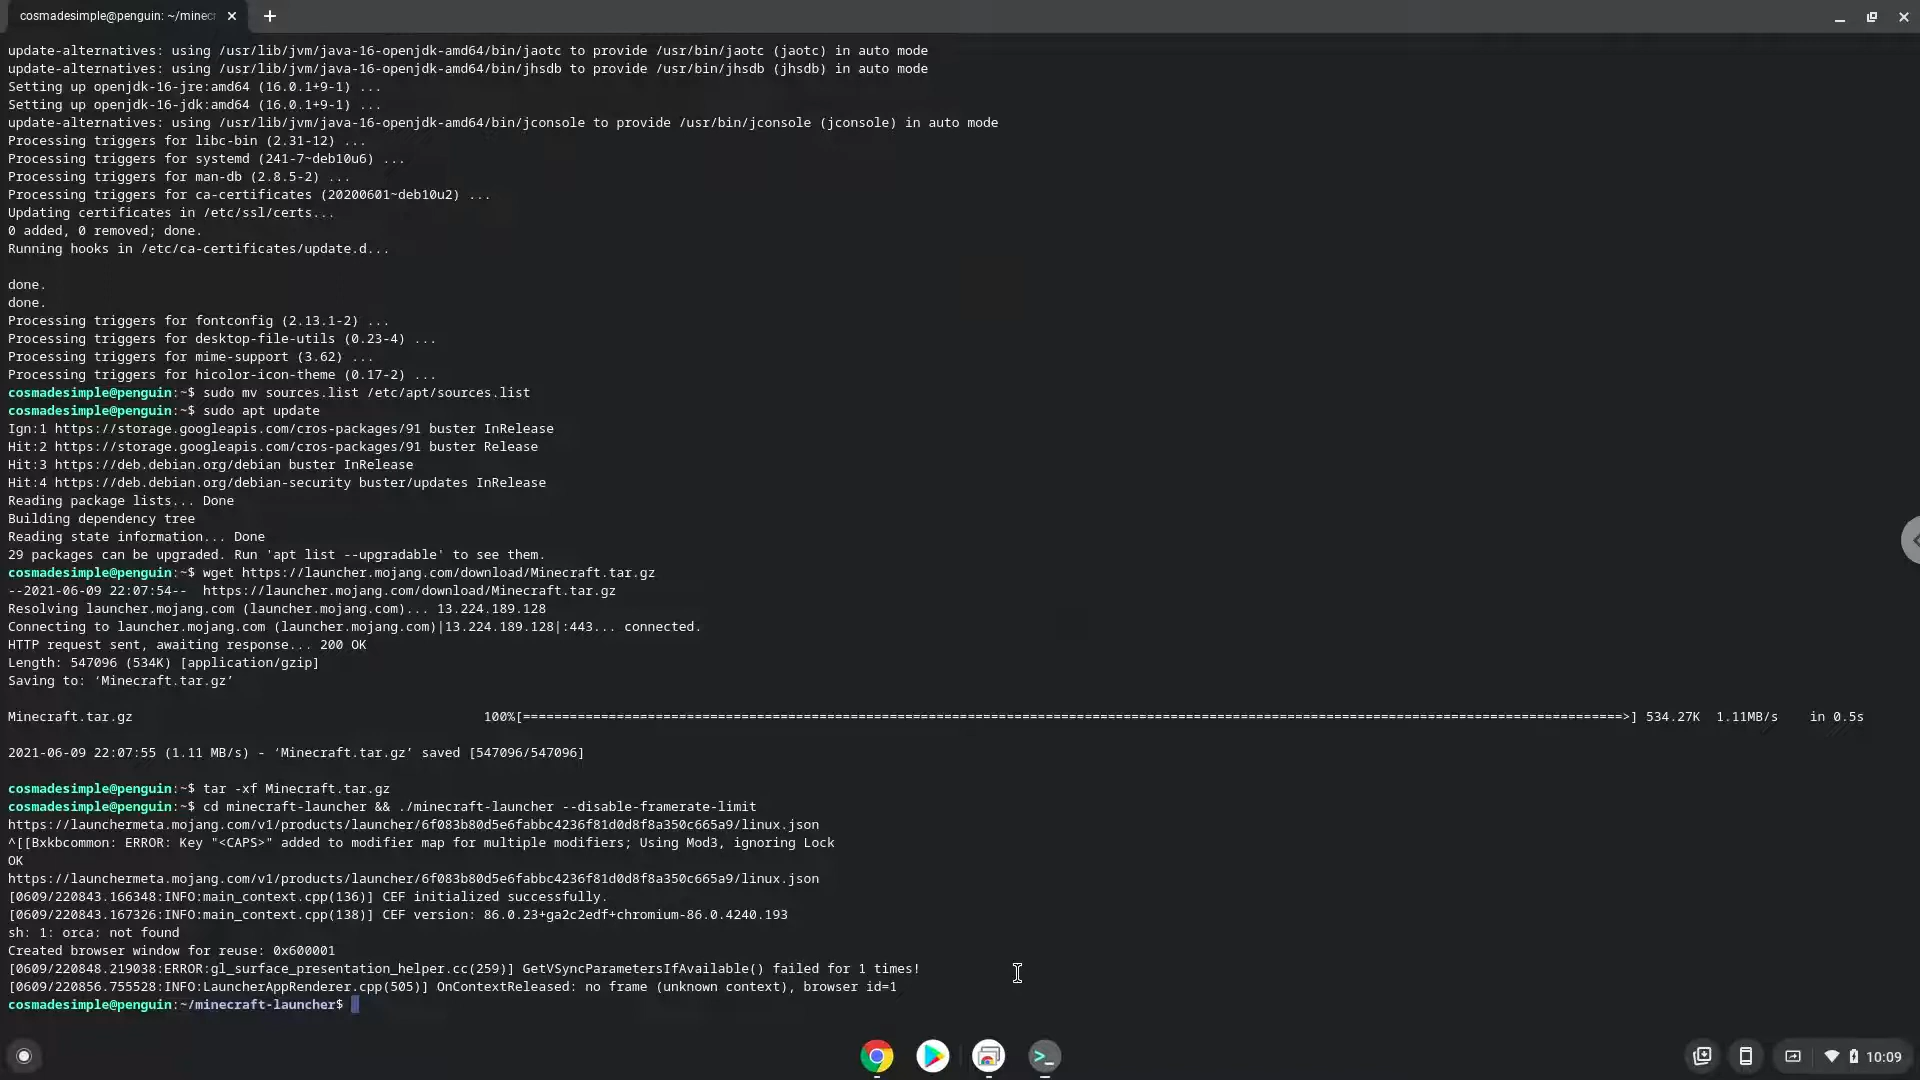 cosmadesimple@penguin: ~/minec
update-alternatives: using /usr/lib/jvm/java-16-openjdk-amd64/bin/jaotc to provide /usr/bin/jaotc (jaotc) in auto mode
update-alternatives: using /usr/lib/jvm/java-16-openjdk-amd64/bin/jhsdb to provide /usr/bin/jhsdb (jhsdb) in auto mode
Setting up openjdk-16-jre:amd64 (16.0.1+9-1) ...
Setting up openjdk-16-jdk:amd64 (16.0.1+9-1) ...
update-alternatives: using /usr/lib/jvm/java-16-openjdk-amd64/bin/jconsole to provide /usr/bin/jconsole (jconsole) in auto mode
Processing triggers for libc-bin (2.31-12) ...
Processing triggers for systemd (241-7~deb10u6) ...
Processing triggers for man-db (2.8.5-2) ...
Processing triggers for ca-certificates (20200601~deb10u2) ...
Updating certificates in /etc/ssl/certs...
0 added, 0 removed; done.
Running hooks in /etc/ca-certificates/update.d...
done.
done.
Processing triggers for fontconfig (2.13.1-2) ...
Processing triggers for desktop-file-utils (0.23-4) ...
Processing triggers for mime-support (3.62) ...
Processing triggers for hicolor-icon-theme (0.17-2) ...
cosmadesimple@penguin:~$ sudo mv sources.list /etc/apt/sources.list
cosmadesimple@penguin:~$ sudo apt update
Ign:1 https://storage.googleapis.com/cros-packages/91 buster InRelease
Hit:2 https://storage.googleapis.com/cros-packages/91 buster Release
Hit:3 https://deb.debian.org/debian buster InRelease
Hit:4 https://deb.debian.org/debian-security buster/updates InRelease
Reading package lists... Done
Building dependency tree
Reading state information... Done
29 packages can be upgraded. Run 'apt list --upgradable' to see them.
cosmadesimple@penguin:~$ wget https://launcher.mojang.com/download/Minecraft.tar.gz
--2021-06-09 22:07:54--  https://launcher.mojang.com/download/Minecraft.tar.gz
Resolving launcher.mojang.com (launcher.mojang.com)... 13.224.189.128
Connecting to launcher.mojang.com (launcher.mojang.com)|13.224.189.128|:443... connected.
HTTP request sent, awaiting response... 200 OK
Length: 547096 (534K) [application/gzip]
Saving to: ‘Minecraft.tar.gz’
Minecraft.tar.gz 100%[=============================================================================================================================================>] 534.27K 1.11MB/s in 0.5s
2021-06-09 22:07:55 (1.11 MB/s) - ‘Minecraft.tar.gz’ saved [547096/547096]
cosmadesimple@penguin:~$ tar -xf Minecraft.tar.gz
cosmadesimple@penguin:~$ cd minecraft-launcher && ./minecraft-launcher --disable-framerate-limit
https://launchermeta.mojang.com/v1/products/launcher/6f083b80d5e6fabbc4236f81d0d8f8a350c665a9/linux.json
^[[Bxkbcommon: ERROR: Key "<CAPS>" added to modifier map for multiple modifiers; Using Mod3, ignoring Lock
OK
https://launchermeta.mojang.com/v1/products/launcher/6f083b80d5e6fabbc4236f81d0d8f8a350c665a9/linux.json
[0609/220843.166348:INFO:main_context.cpp(136)] CEF initialized successfully.
[0609/220843.167326:INFO:main_context.cpp(138)] CEF version: 86.0.23+ga2c2edf+chromium-86.0.4240.193
sh: 1: orca: not found
Created browser window for reuse: 0x600001
[0609/220848.219038:ERROR:gl_surface_presentation_helper.cc(259)] GetVSyncParametersIfAvailable() failed for 1 times!
[0609/220856.755528:INFO:LauncherAppRenderer.cpp(505)] OnContextReleased: no frame (unknown context), browser id=1
cosmadesimple@penguin:~/minecraft-launcher$
10:09